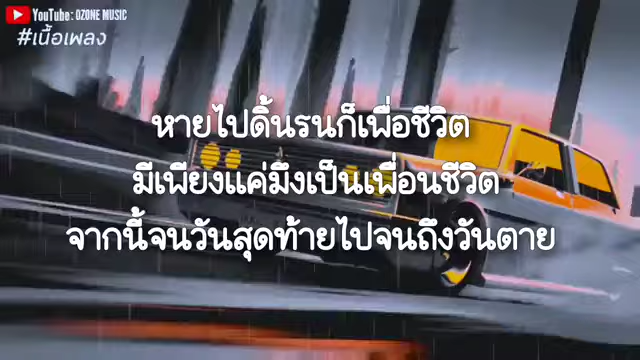 YouTube: OZONE MUSIC
#เนื้อเพลง
หายไปดิ้นรนก็เพื่อชีวิต
มีเพียงแค่มึงเป็นเพื่อนชีวิต
จากนี้จนวันสุดท้ายไปจนถึงวันตาย